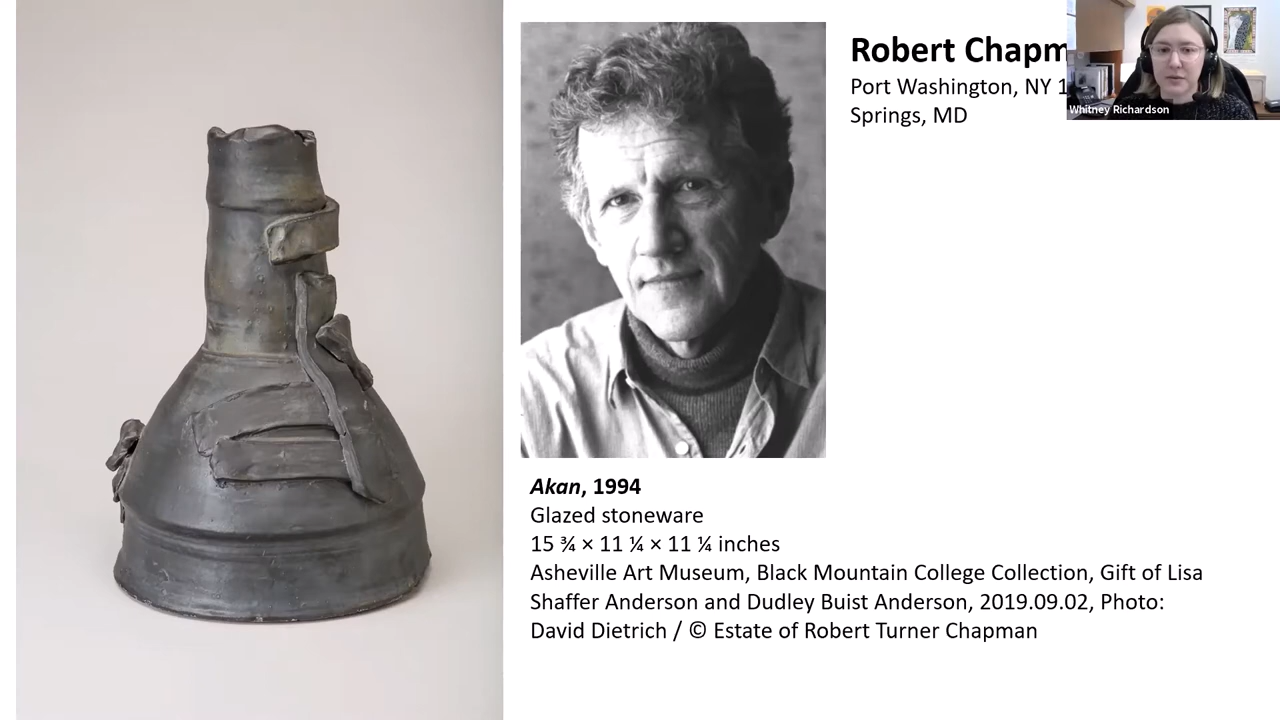 Robert Chapm
Port Washington, NY 1
Springs, MD
Whitney Richardson
Akan, 1994
Glazed stoneware
15 ¾ × 11 ¼ × 11 ¼ inches
Asheville Art Museum, Black Mountain College Collection, Gift of Lisa
Shaffer Anderson and Dudley Buist Anderson, 2019.09.02, Photo:
David Dietrich / © Estate of Robert Turner Chapman